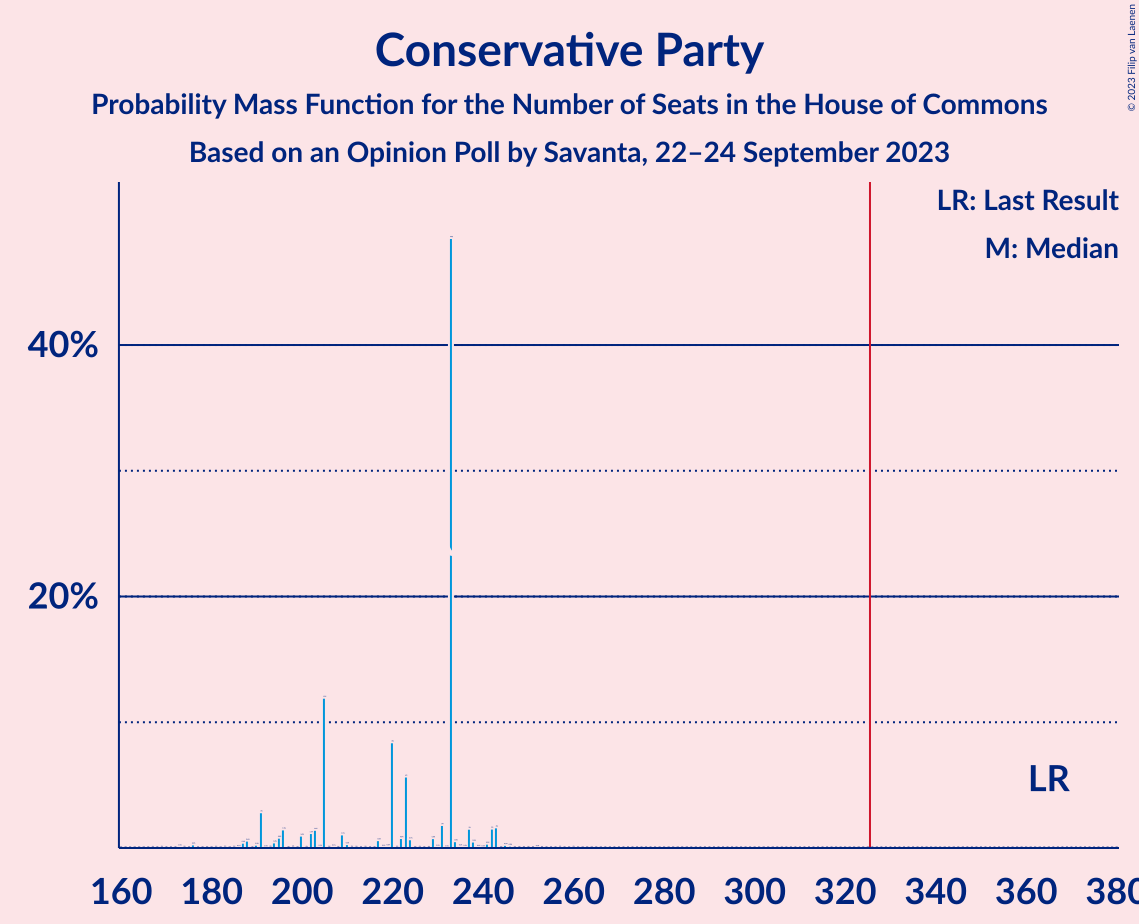 Conservative Party
Probability Mass Function for the Number of Seats in the House of Commons
Based on an Opinion Poll by Savanta, 22–24 September 2023
© 2023 Filip van Laenen
LR: Last Result
M: Median
40%
20%
LR
160 180 200 220 240 260 280 300 320 340 360 380